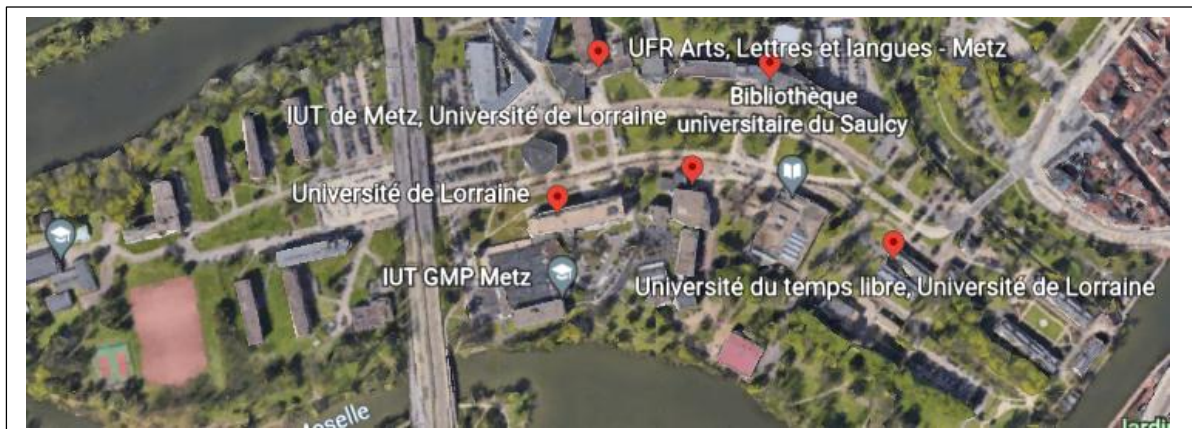 UFR Arts, Lettres et langues - Metz
Bibliothèque
universitaire du Saulcy
IUT de Metz, Université de Lorraine
Université de Lorraine
IUT GMP Metz
Université du temps libre, Université de Lorraine